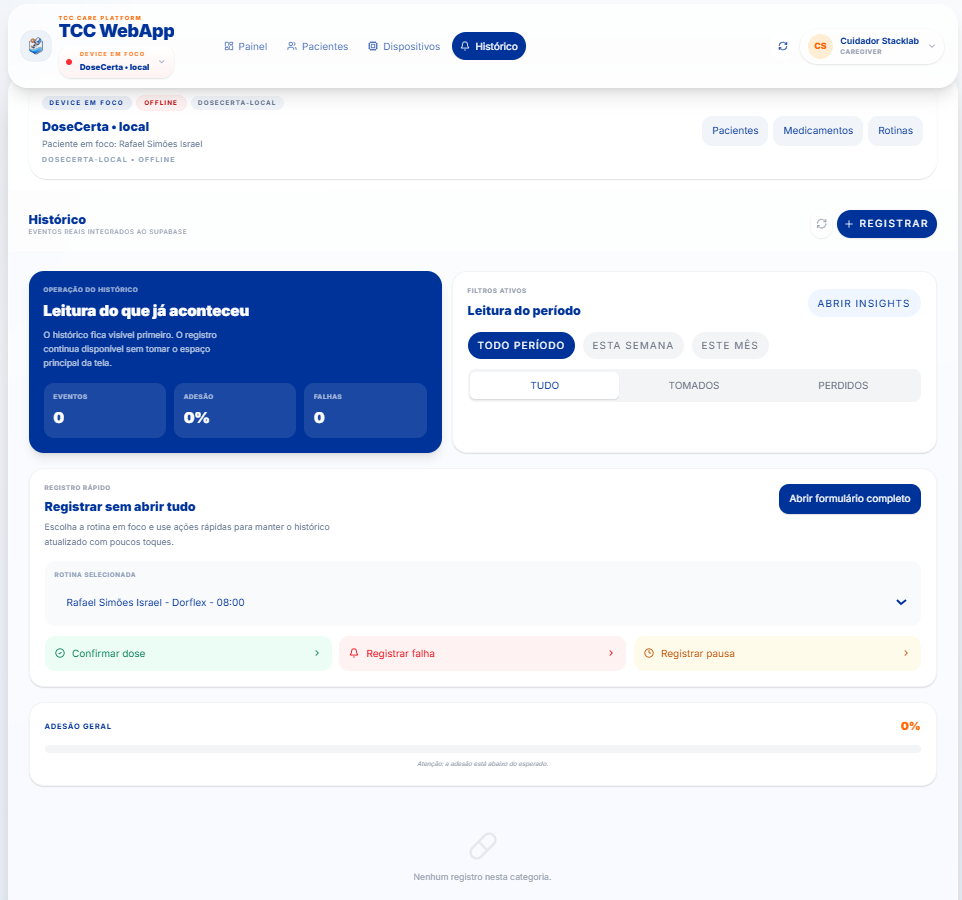 TCC CARE PLATFORM
TCC WebApp
DEVICE EM FOCO
DoseCerta • local
Painel
Pacientes
Dispositivos
Histórico
CS
Cuidador Stacklab
CAREGIVER
DEVICE EM FOCO
OFFLINE
DOSECERTA-LOCAL
DoseCerta • local
Paciente em foco: Rafael Simões Israel
DOSECERTA-LOCAL • OFFLINE
Pacientes
Medicamentos
Rotinas
Histórico
EVENTOS REAIS INTEGRADOS AO SUPABASE
+ REGISTRAR
OPERAÇÃO DO HISTÓRICO
Leitura do que já aconteceu
O histórico fica visível primeiro. O registro
continua disponível sem tomar o espaço
principal da tela.
EVENTOS
0
ADESÃO
0%
FALHAS
0
FILTROS ATIVOS
Leitura do período
ABRIR INSIGHTS
TODO PERÍODO
ESTA SEMANA
ESTE MÊS
TUDO
TOMADOS
PERDIDOS
REGISTRO RÁPIDO
Registrar sem abrir tudo
Escolha a rotina em foco e use ações rápidas para manter o histórico
atualizado com poucos toques.
Abrir formulário completo
ROTINA SELECIONADA
Rafael Simões Israel - Dorflex - 08:00
Confirmar dose
Registrar falha
Registrar pausa
ADESÃO GERAL
0%
Atenção: a adesão está abaixo do esperado.
Nenhum registro nesta categoria.